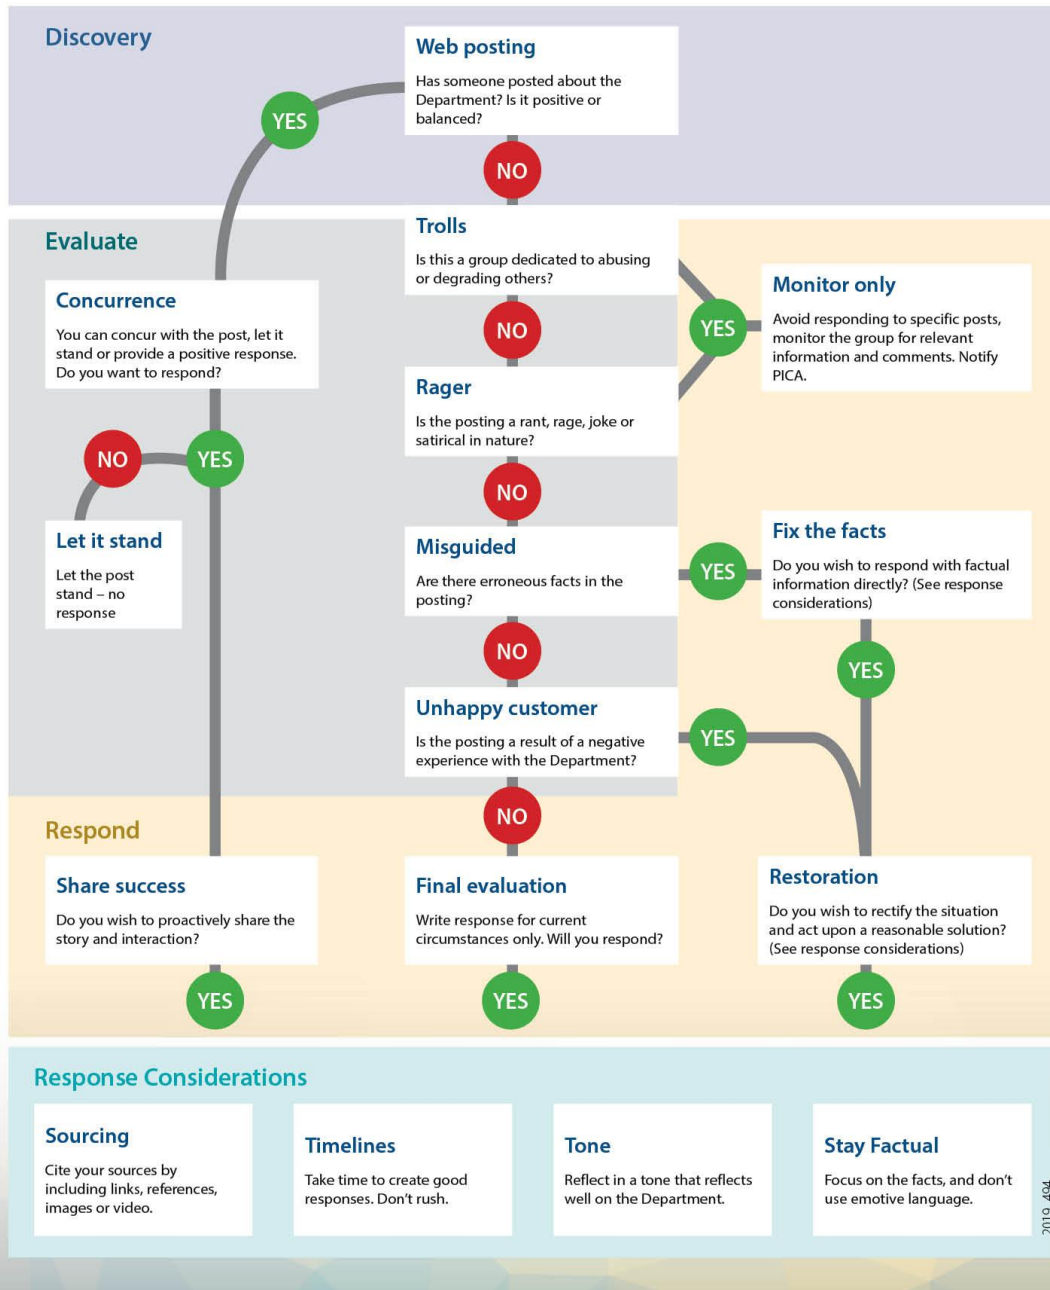 Discovery
Web posting
Has someone posted about the
Department? Is it positive or
balanced?
YES
NO
Evaluate
Trolls
Is this a group dedicated to abusing
or degrading others?
Concurrence
You can concur with the post, let it
stand or provide a positive response.
Do you want to respond?
Monitor only
Avoid responding to specific posts,
monitor the group for relevant
information and comments. Notify
PICA.
NO
YES
Rager
Is the posting a rant, rage, joke or
satirical in nature?
NO
YES
NO
Let it stand
Let the post
stand – no
response
Misguided
Are there erroneous facts in the
posting?
YES
Fix the facts
Do you wish to respond with factual
information directly? (See response
considerations)
NO
YES
Unhappy customer
Is the posting a result of a negative
experience with the Department?
YES
NO
Respond
Share success
Do you wish to proactively share the
story and interaction?
YES
Final evaluation
Write response for current
circumstances only. Will you respond?
YES
Restoration
Do you wish to rectify the situation
and act upon a reasonable solution?
(See response considerations)
YES
Response Considerations
Sourcing
Cite your sources by
including links, references,
images or video.
Timelines
Take time to create good
responses. Don't rush.
Tone
Reflect in a tone that reflects
well on the Department.
Stay Factual
Focus on the facts, and don't
use emotive language.
2019_494